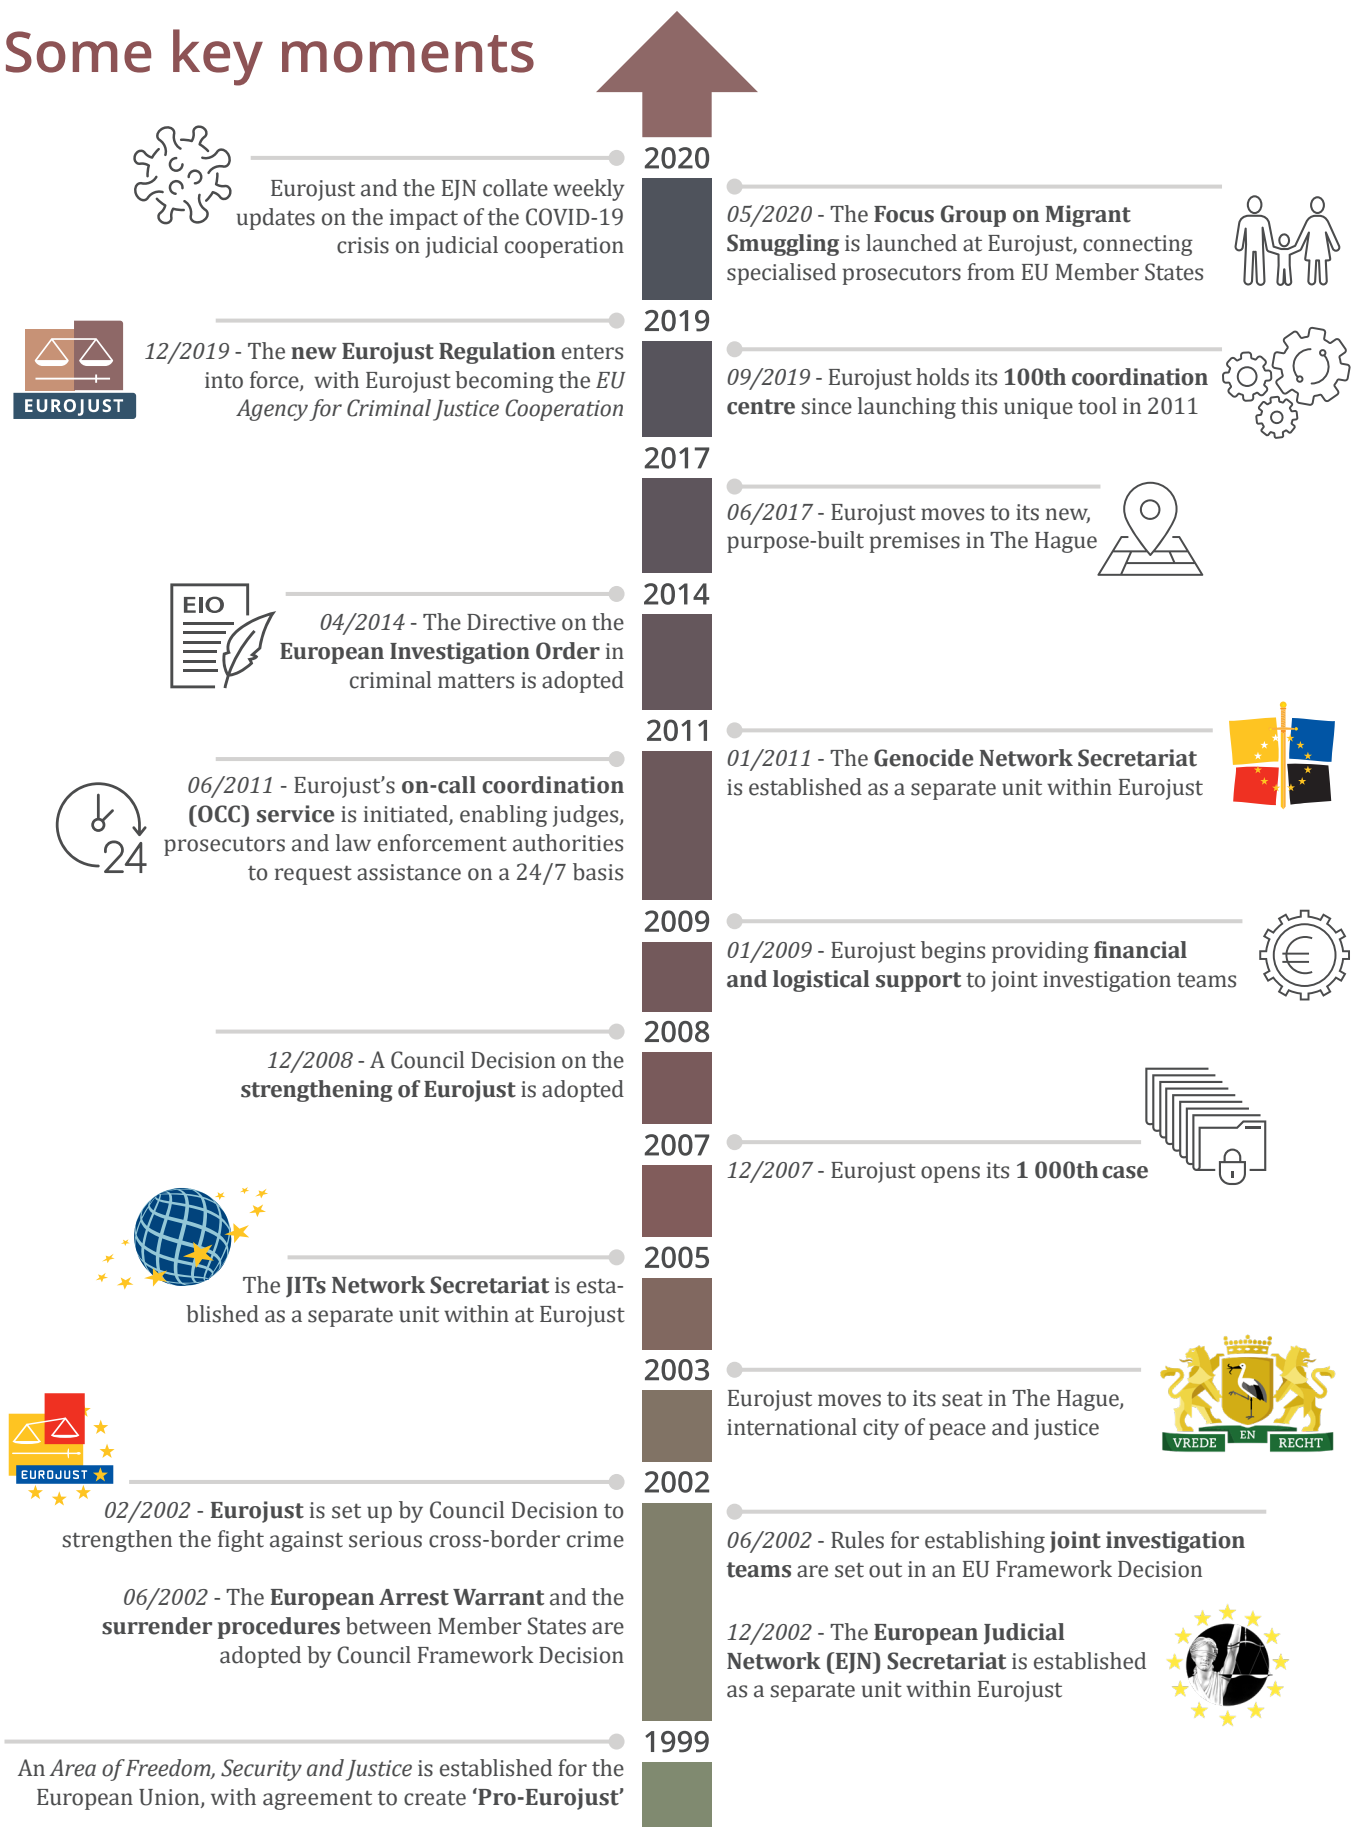 Some key moments
2020
Eurojust and the EJN collate weekly
updates on the impact of the COVID-19
crisis on judicial cooperation
05/2020 - The Focus Group on Migrant
Smuggling is launched at Eurojust, connecting
specialised prosecutors from EU Member States
2019
EUROJUST
12/2019 - The new Eurojust Regulation enters
into force, with Eurojust becoming the EU
Agency for Criminal Justice Cooperation
09/2019 - Eurojust holds its 100th coordination
centre since launching this unique tool in 2011
2017
06/2017 - Eurojust moves to its new,
purpose-built premises in The Hague
2014
EIO
04/2014 - The Directive on the
European Investigation Order in
criminal matters is adopted
2011
01/2011 - The Genocide Network Secretariat
is established as a separate unit within Eurojust
24
06/2011 - Eurojust’s on-call coordination
(OCC) service is initiated, enabling judges,
prosecutors and law enforcement authorities
to request assistance on a 24/7 basis
2009
01/2009 - Eurojust begins providing financial
and logistical support to joint investigation teams
2008
12/2008 - A Council Decision on the
strengthening of Eurojust is adopted
2007
12/2007 - Eurojust opens its 1 000th case
2005
The JITs Network Secretariat is esta-
blished as a separate unit within at Eurojust
2003
Eurojust moves to its seat in The Hague,
international city of peace and justice
VREDE EN RECHT
2002
EUROJUST
02/2002 - Eurojust is set up by Council Decision to
strengthen the fight against serious cross-border crime
06/2002 - The European Arrest Warrant and the
surrender procedures between Member States are
adopted by Council Framework Decision
06/2002 - Rules for establishing joint investigation
teams are set out in an EU Framework Decision
12/2002 - The European Judicial
Network (EJN) Secretariat is established
as a separate unit within Eurojust
1999
An Area of Freedom, Security and Justice is established for the
European Union, with agreement to create ‘Pro-Eurojust’